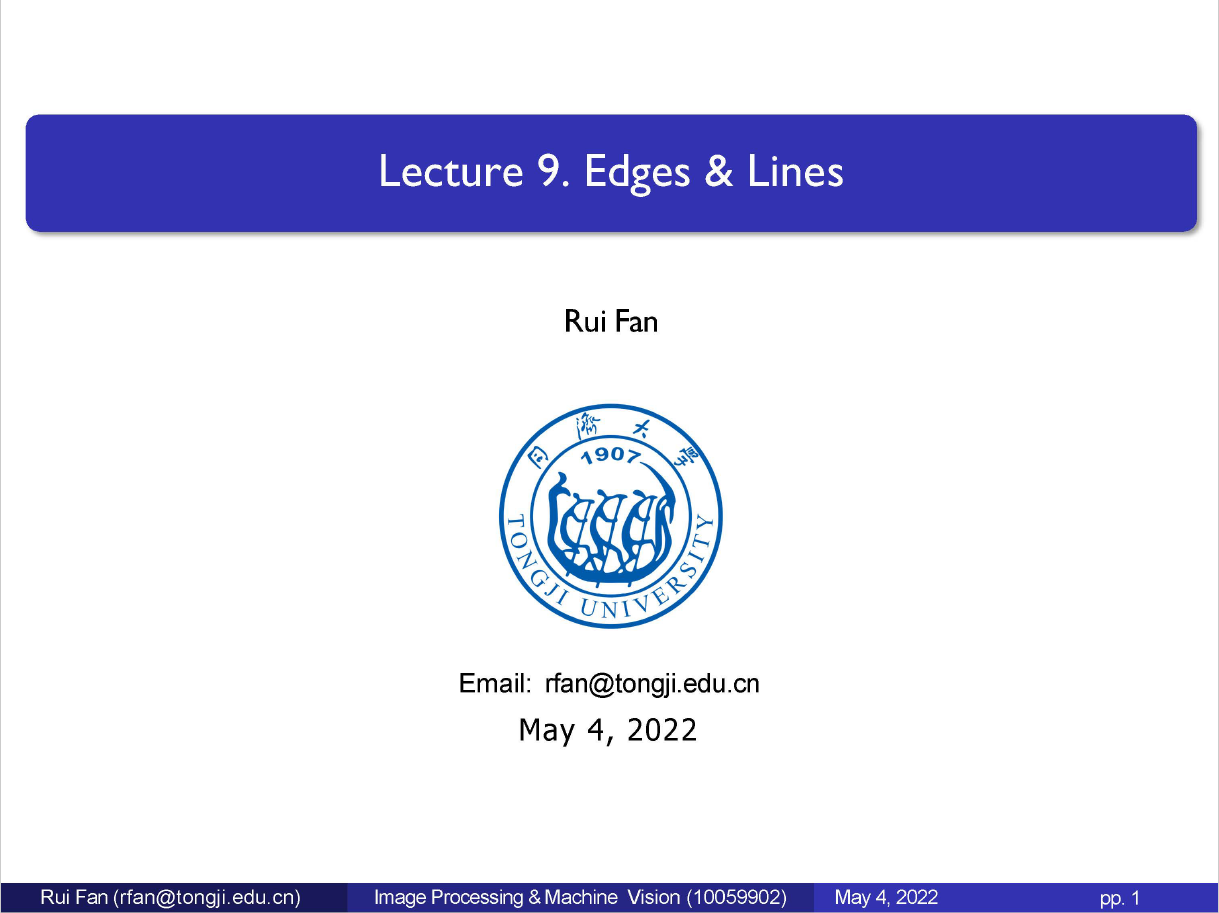 Lecture 9. Edges & Lines
Rui Fan
同濟大學
1907
TONGJI UNIVERSITY
Email: rfan@tongji.edu.cn
May 4, 2022
Rui Fan (rfan@tongji.edu.cn) Image Processing & Machine Vision (10059902) May 4, 2022 pp. 1